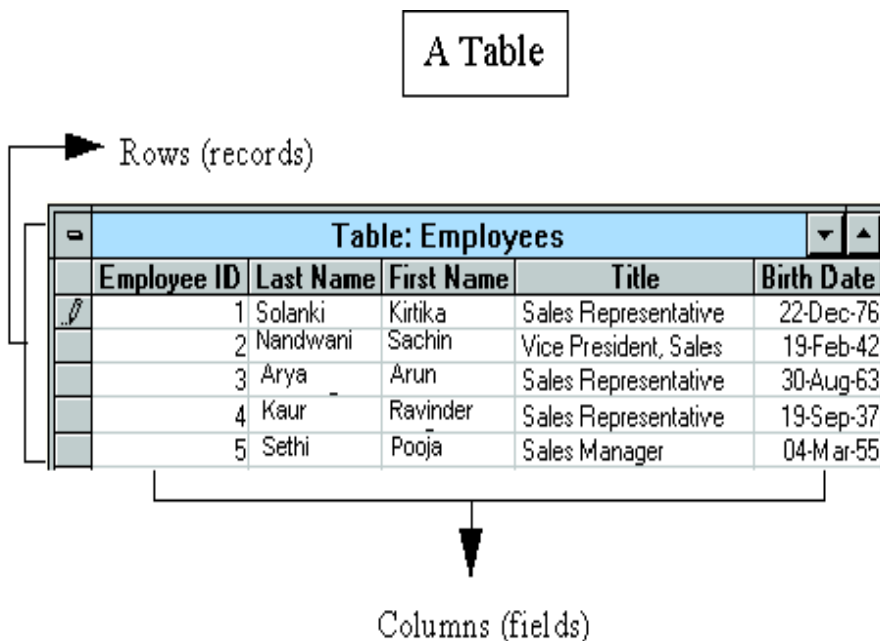 A Table
Rows (records)
Table: Employees
Employee ID Last Name First Name Title Birth Date
1 Solanki Kirtika Sales Representative 22-Dec-76
2 Nandwani Sachin Vice President, Sales 19-Feb-42
3 Arya Arun Sales Representative 30-Aug-63
4 Kaur Ravinder Sales Representative 19-Sep-37
5 Sethi Pooja Sales Manager 04-Mar-55
Columns (fields)